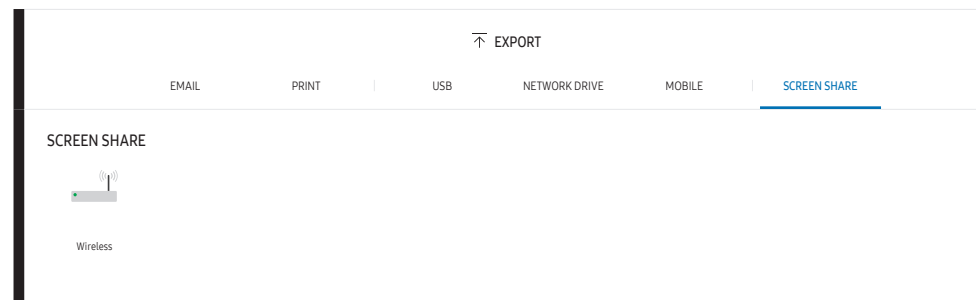 EXPORT
EMAIL PRINT USB NETWORK DRIVE MOBILE SCREEN SHARE
SCREEN SHARE
Wireless